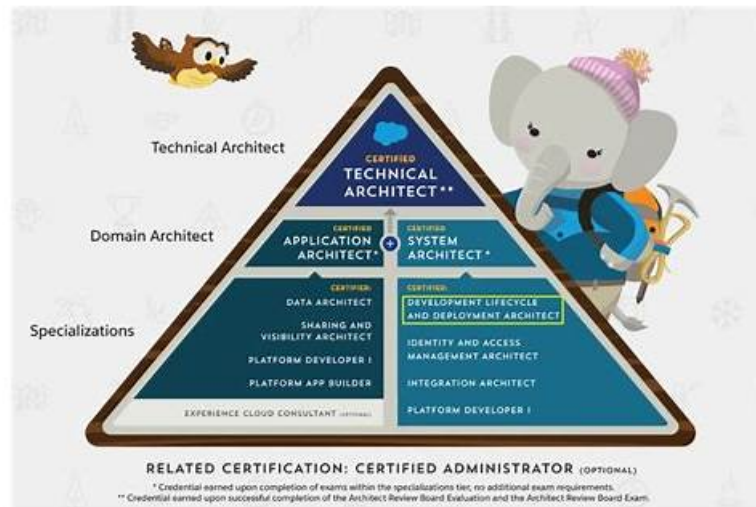 Technical Architect
CERTIFIED
TECHNICAL
ARCHITECT**
Domain Architect
CERTIFIED
APPLICATION
ARCHITECT*
+
CERTIFIED
SYSTEM
ARCHITECT*
Specializations
CERTIFIED:
DATA ARCHITECT
SHARING AND
VISIBILITY ARCHITECT
PLATFORM DEVELOPER I
PLATFORM APP BUILDER
EXPERIENCE CLOUD CONSULTANT (OPTIONAL)
CERTIFIED:
DEVELOPMENT LIFECYCLE
AND DEPLOYMENT ARCHITECT
IDENTITY AND ACCESS
MANAGEMENT ARCHITECT
INTEGRATION ARCHITECT
PLATFORM DEVELOPER I
RELATED CERTIFICATION: CERTIFIED ADMINISTRATOR (OPTIONAL)
* Credential earned upon completion of exams within the specializations tier, no additional exam requirements.
** Credential earned upon successful completion of the Architect Review Board Evaluation and the Architect Review Board Exam.